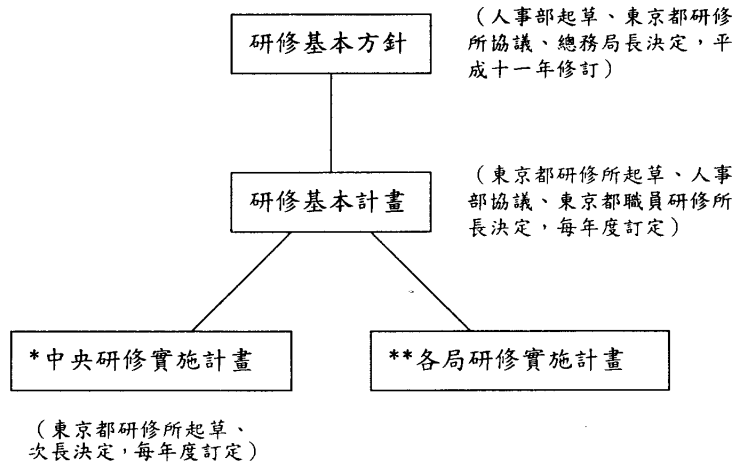 研修基本方針
（人事部起草、東京都研修
所協議、總務局長決定，平
成十一年修訂）
研修基本計畫
（東京都研修所起草、人事
部協議、東京都職員研修所
長決定，每年度訂定）
*中央研修實施計畫
**各局研修實施計畫
（東京都研修所起草、
次長決定，每年度訂定）